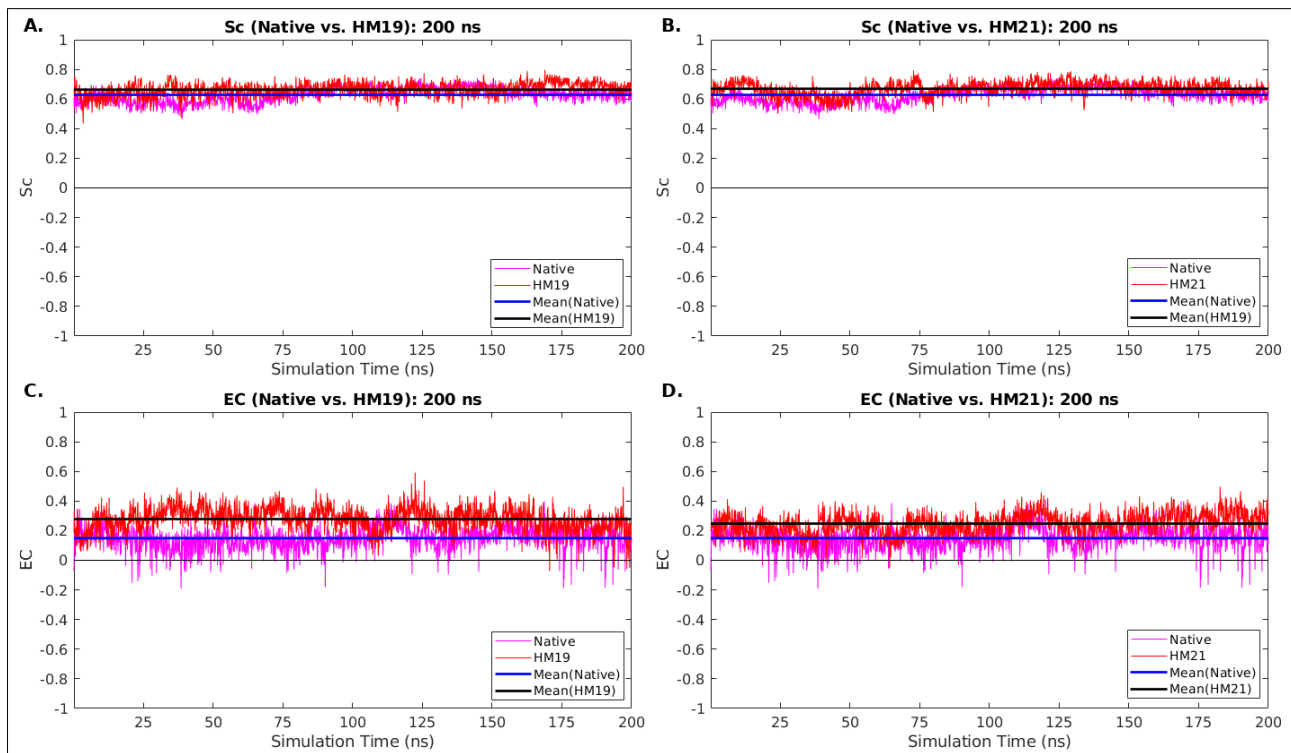 A.
Sc (Native vs. HM19): 200 ns
1
0.8
0.6
0.4
0.2
0
-0.2
-0.4
-0.6
-0.8
-1
Sc
Native
HM19
Mean(Native)
Mean(HM19)
25 50 75 100 125 150 175 200
Simulation Time (ns)
B.
Sc (Native vs. HM21): 200 ns
1
0.8
0.6
0.4
0.2
0
-0.2
-0.4
-0.6
-0.8
-1
Sc
Native
HM21
Mean(Native)
Mean(HM19)
25 50 75 100 125 150 175 200
Simulation Time (ns)
C.
EC (Native vs. HM19): 200 ns
1
0.8
0.6
0.4
0.2
0
-0.2
-0.4
-0.6
-0.8
-1
EC
Native
HM19
Mean(Native)
Mean(HM19)
25 50 75 100 125 150 175 200
Simulation Time (ns)
D.
EC (Native vs. HM21): 200 ns
1
0.8
0.6
0.4
0.2
0
-0.2
-0.4
-0.6
-0.8
-1
EC
Native
HM21
Mean(Native)
Mean(HM21)
25 50 75 100 125 150 175 200
Simulation Time (ns)